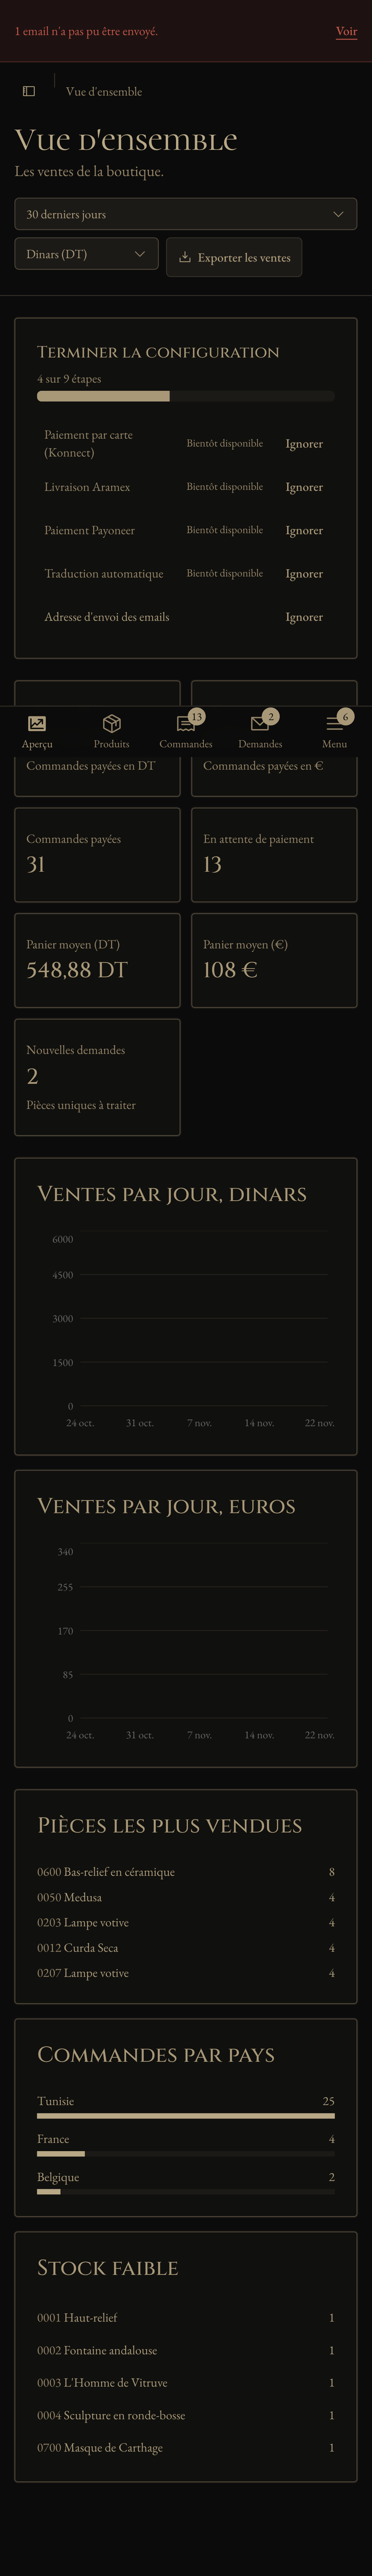 1 email n'a pas pu être envoyé.
Voir
Vue d'ensemble
Vue d'ensemble
Les ventes de la boutique.
30 derniers jours
Dinars (DT)
Exporter les ventes
Terminer la configuration
4 sur 9 étapes
Paiement par carte
(Konnect)
Bientôt disponible
Ignorer
Livraison Aramex
Bientôt disponible
Ignorer
Paiement Payoneer
Bientôt disponible
Ignorer
Traduction automatique
Bientôt disponible
Ignorer
Adresse d'envoi des emails
Ignorer
13
2
6
Aperçu
Produits
Commandes
Demandes
Menu
Commandes payées en DT
Commandes payées en €
Commandes payées
31
En attente de paiement
13
Panier moyen (DT)
548,88 DT
Panier moyen (€)
108 €
Nouvelles demandes
2
Pièces uniques à traiter
Ventes par jour, dinars
6000
4500
3000
1500
0
24 oct.
31 oct.
7 nov.
14 nov.
22 nov.
Ventes par jour, euros
340
255
170
85
0
24 oct.
31 oct.
7 nov.
14 nov.
22 nov.
Pièces les plus vendues
0600 Bas-relief en céramique 8
0050 Medusa 4
0203 Lampe votive 4
0012 Curda Seca 4
0207 Lampe votive 4
Commandes par pays
Tunisie 25
France 4
Belgique 2
Stock faible
0001 Haut-relief 1
0002 Fontaine andalouse 1
0003 L'Homme de Vitruve 1
0004 Sculpture en ronde-bosse 1
0700 Masque de Carthage 1